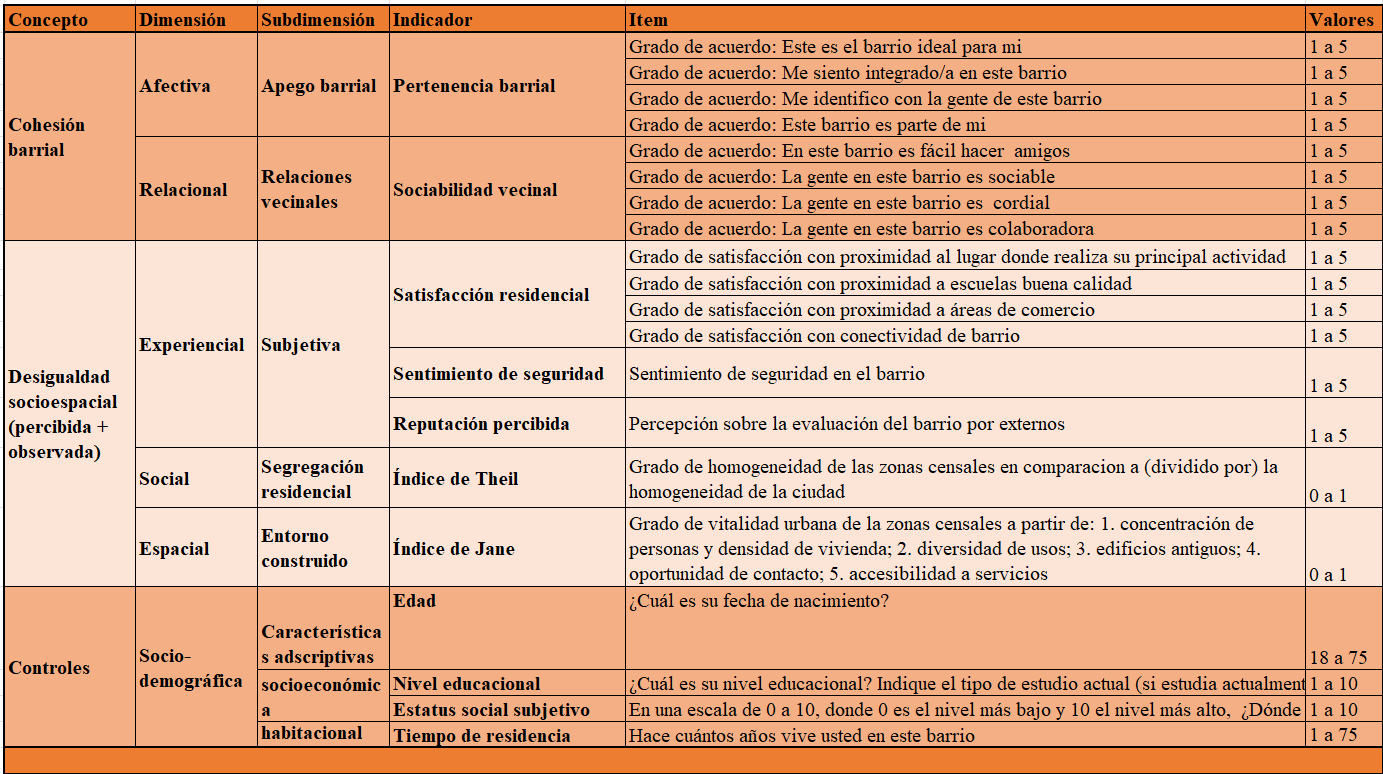 Concepto Dimensión Subdimensión Indicador Item Valores
Cohesión barrial
Afectiva
Apego barrial
Pertenencia barrial
Grado de acuerdo: Este es el barrio ideal para mi 1 a 5
Grado de acuerdo: Me siento integrado/a en este barrio 1 a 5
Grado de acuerdo: Me identifico con la gente de este barrio 1 a 5
Grado de acuerdo: Este barrio es parte de mi 1 a 5
Relacional
Relaciones
vecinales
Sociabilidad vecinal
Grado de acuerdo: En este barrio es fácil hacer  amigos 1 a 5
Grado de acuerdo: La gente en este barrio es sociable 1 a 5
Grado de acuerdo: La gente en este barrio es  cordial 1 a 5
Grado de acuerdo: La gente en este barrio es colaboradora 1 a 5
Desigualdad
socioespacial
(percibida +
observada)
Experiencial
Subjetiva
Satisfacción residencial
Grado de satisfacción con proximidad al lugar donde realiza su principal actividad 1 a 5
Grado de satisfacción con proximidad a escuelas buena calidad 1 a 5
Grado de satisfacción con proximidad a áreas de comercio 1 a 5
Grado de satisfacción con conectividad de barrio 1 a 5
Sentimiento de seguridad
Sentimiento de seguridad en el barrio
1 a 5
Reputación percibida
Percepción sobre la evaluación del barrio por externos
1 a 5
Social
Segregación
residencial
Índice de Theil
Grado de homogeneidad de las zonas censales en comparacion a (dividido por) la
homogeneidad de la ciudad
0 a 1
Espacial
Entorno
construido
Índice de Jane
Grado de vitalidad urbana de la zonas censales a partir de: 1. concentración de
personas y densidad de vivienda; 2. diversidad de usos; 3. edificios antiguos; 4.
oportunidad de contacto; 5. accesibilidad a servicios
0 a 1
Controles
Socio-
demográfica
Característica
s adscriptivas
Edad
¿Cuál es su fecha de nacimiento?
18 a 75
socioeconómic
a
Nivel educacional
¿Cuál es su nivel educacional? Indique el tipo de estudio actual (si estudia actualment 1 a 10
Estatus social subjetivo
En una escala de 0 a 10, donde 0 es el nivel más bajo y 10 el nivel más alto,  ¿Dónde 1 a 10
habitacional
Tiempo de residencia
Hace cuántos años vive usted en este barrio 1 a 75